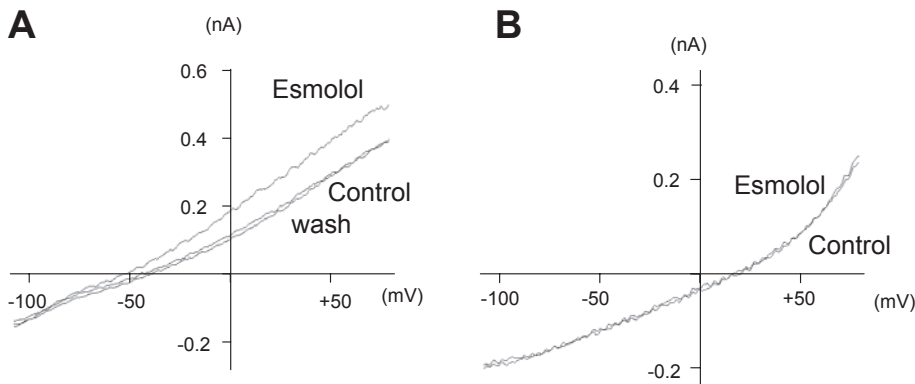 A
(nA)
0.6
Esmolol
0.4
Control
0.2
wash
-100
-50
+50
(mV)
-0.2
B
(nA)
0.4
0.2
Esmolol
Control
-100
-50
+50
(mV)
-0.2